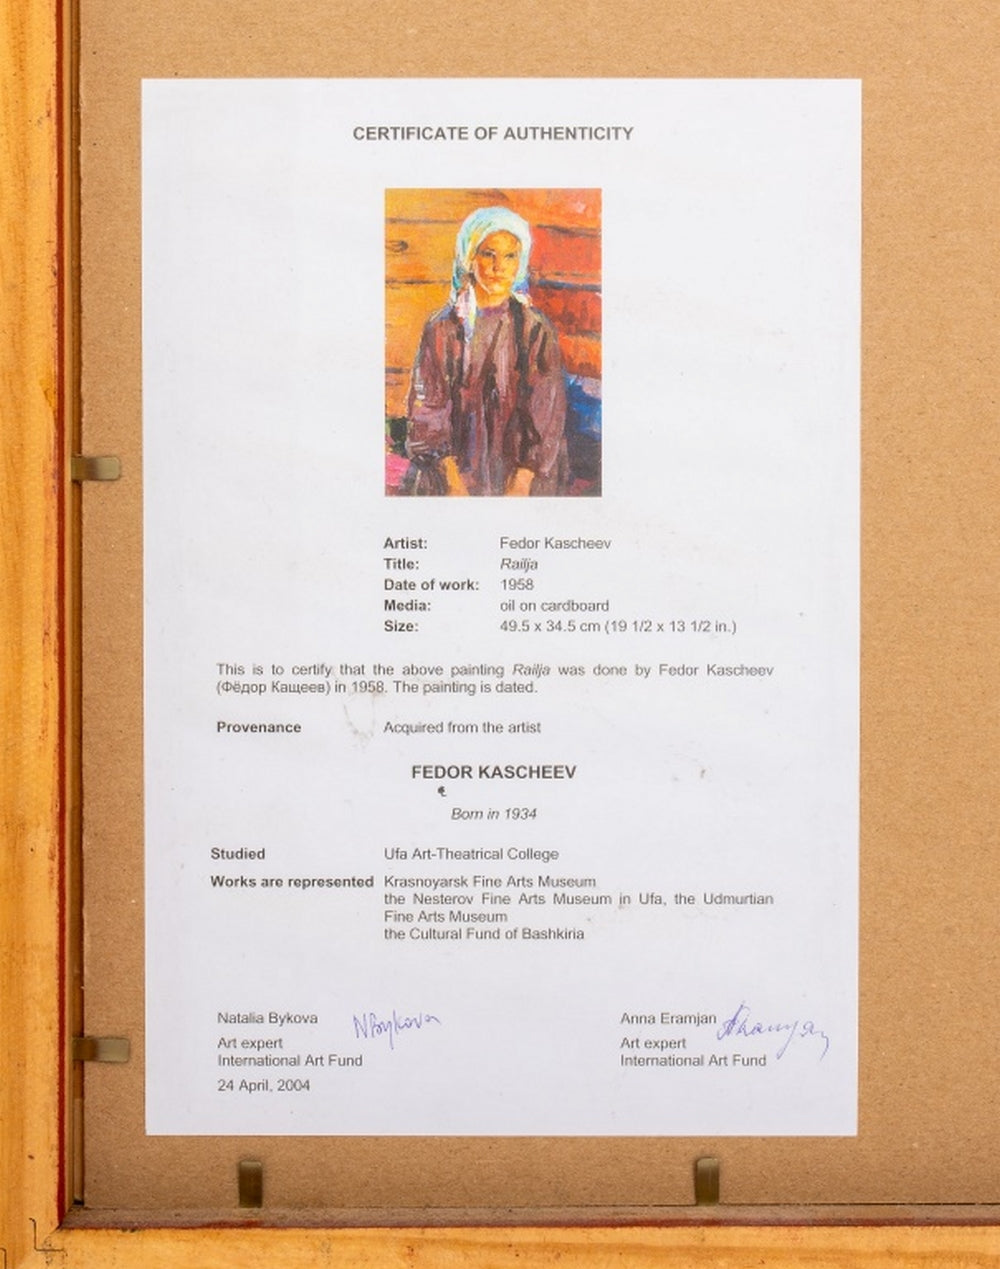 CERTIFICATE OF AUTHENTICITY
Artist: Fedor Kascheev
Title: Railja
Date of work: 1958
Media: oil on cardboard
Size: 49.5 x 34.5 cm (19 1/2 x 13 1/2 in.)
This is to certify that the above painting Railja was done by Fedor Kascheev
(Фёдор Кащеев) in 1958. The painting is dated.
Provenance Acquired from the artist
FEDOR KASCHEEV
Born in 1934
Studied Ufa Art-Theatrical College
Works are represented Krasnoyarsk Fine Arts Museum
the Nesterov Fine Arts Museum in Ufa, the Udmurtian
Fine Arts Museum
the Cultural Fund of Bashkiria
Natalia Bykova NBykova
Art expert
International Art Fund
24 April, 2004
Anna Eramjan
Art expert
International Art Fund